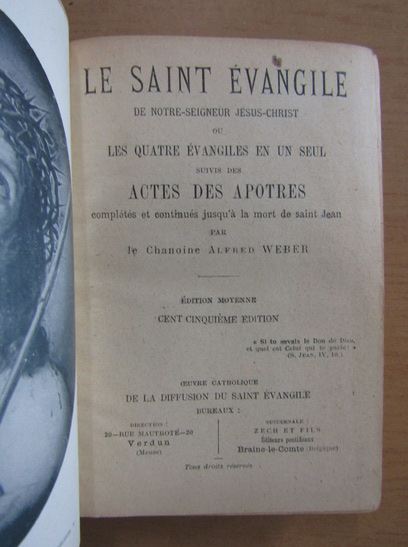 LE SAINT ÉVANGILE
DE NOTRE-SEIGNEUR JÉSUS-CHRIST
OU
LES QUATRE ÉVANGILES EN UN SEUL
SUIVIS DES
ACTES DES APOTRES
complétés et continués jusqu'à la mort de saint Jean
PAR
le Chanoine ALFRED WEBER
ÉDITION MOYENNE
CENT CINQUIÈME EDITION
« Si tu savais le Don de Dieu,
et quel est Celui qui te parle! »
(S. JEAN, IV, 10.)
ŒUVRE CATHOLIQUE
DE LA DIFFUSION DU SAINT ÉVANGILE
BUREAUX :
DIRECTION :
20—RUE MAUTROTÉ—20
Verdun
(Meuse)
SUCCURSALE :
ZECH ET FILS
Éditeurs pontificaux
Braine-le-Comte (Belgique)
Tous droits réservés